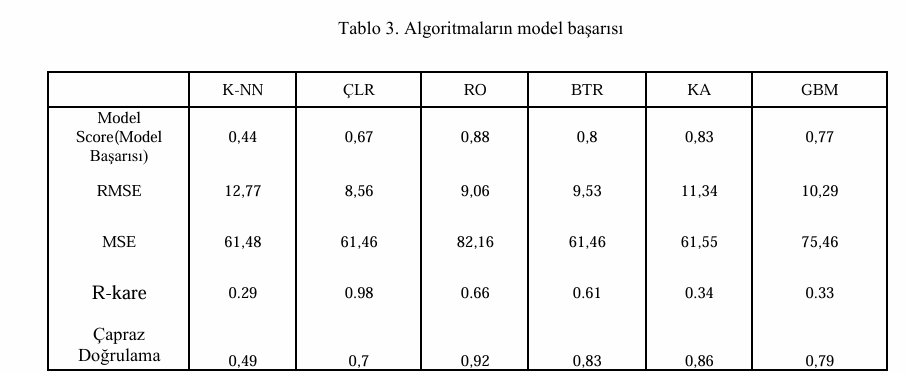 Tablo 3. Algoritmaların model başarısı
K-NN ÇLR RO BTR KA GBM
Model
Score(Model
Başarısı) 0,44 0,67 0,88 0,8 0,83 0,77
RMSE 12,77 8,56 9,06 9,53 11,34 10,29
MSE 61,48 61,46 82,16 61,46 61,55 75,46
R-kare 0.29 0.98 0.66 0.61 0.34 0.33
Çapraz
Doğrulama 0,49 0,7 0,92 0,83 0,86 0,79